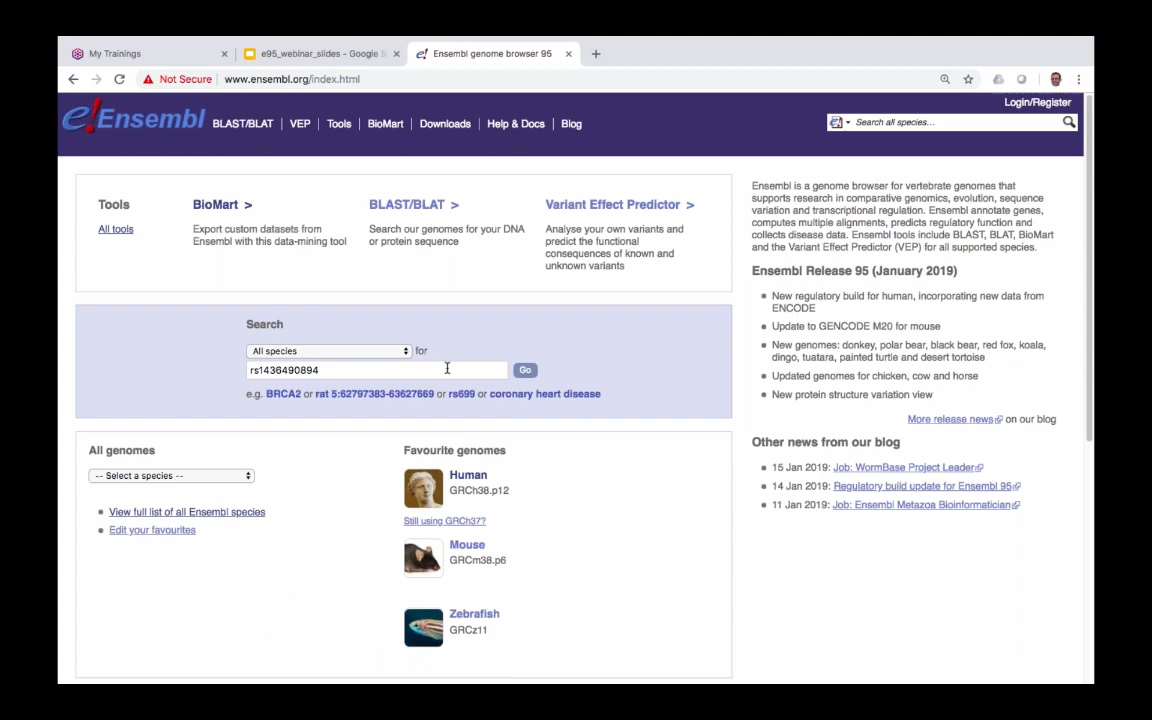 My Trainings
e95_webinar_slides - Google S
Ensembl genome browser 95
Not Secure
www.ensembl.org/index.html
Login/Register
e!Ensembl
BLAST/BLAT | VEP | Tools | BioMart | Downloads | Help & Docs | Blog
Search all species...
Tools
All tools
BioMart >
Export custom datasets from
Ensembl with this data-mining tool
BLAST/BLAT >
Search our genomes for your DNA
or protein sequence
Variant Effect Predictor >
Analyse your own variants and
predict the functional
consequences of known and
unknown variants
Search
All species for
rs1436490894
Go
e.g. BRCA2 or rat 5:62797383-63627669 or rs699 or coronary heart disease
All genomes
-- Select a species --
View full list of all Ensembl species
Edit your favourites
Favourite genomes
Human
GRCh38.p12
Still using GRCh37?
Mouse
GRCm38.p6
Zebrafish
GRCz11
Ensembl is a genome browser for vertebrate genomes that
supports research in comparative genomics, evolution, sequence
variation and transcriptional regulation. Ensembl annotate genes,
computes multiple alignments, predicts regulatory function and
collects disease data. Ensembl tools include BLAST, BLAT, BioMart
and the Variant Effect Predictor (VEP) for all supported species.
Ensembl Release 95 (January 2019)
New regulatory build for human, incorporating new data from
ENCODE
Update to GENCODE M20 for mouse
New genomes: donkey, polar bear, black bear, red fox, koala,
dingo, tuatara, painted turtle and desert tortoise
Updated genomes for chicken, cow and horse
New protein structure variation view
More release news on our blog
Other news from our blog
15 Jan 2019: Job: WormBase Project Leader
14 Jan 2019: Regulatory build update for Ensembl 95
11 Jan 2019: Job: Ensembl Metazoa Bioinformatician